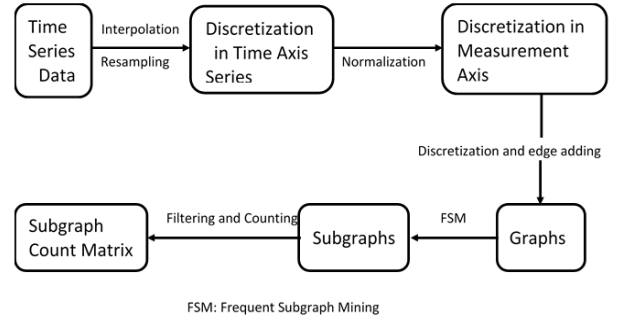 Time
Series
Data
Interpolation
Resampling
Discretization
in Time Axis
Series
Normalization
Discretization in
Measurement
Axis
Discretization and edge adding
Graphs
FSM
Subgraphs
Filtering and Counting
Subgraph
Count Matrix
FSM: Frequent Subgraph Mining